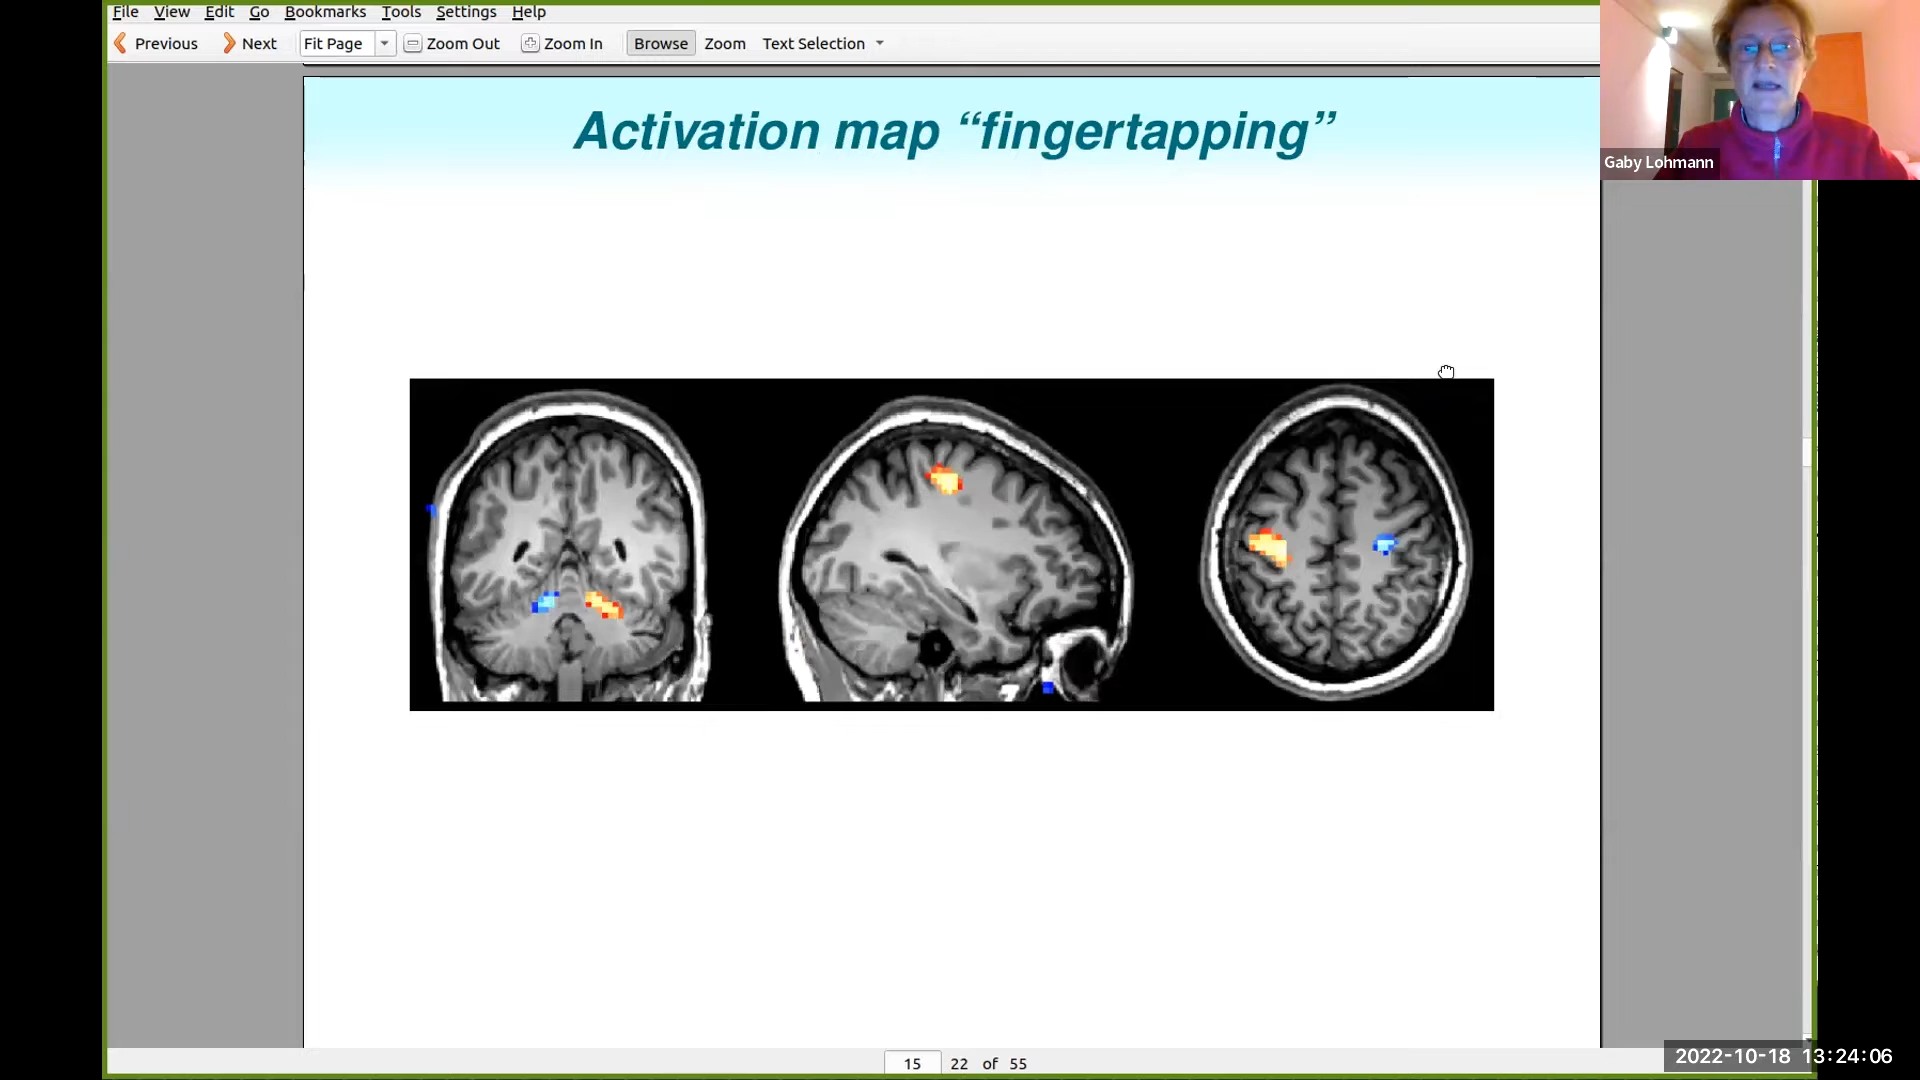 File View Edit Go Bookmarks Tools Settings Help
Previous Next Fit Page Zoom Out Zoom In Browse Zoom Text Selection
Activation map “fingertapping”
Gaby Lohmann
15 22 of 55
2022-10-18 13:24:06